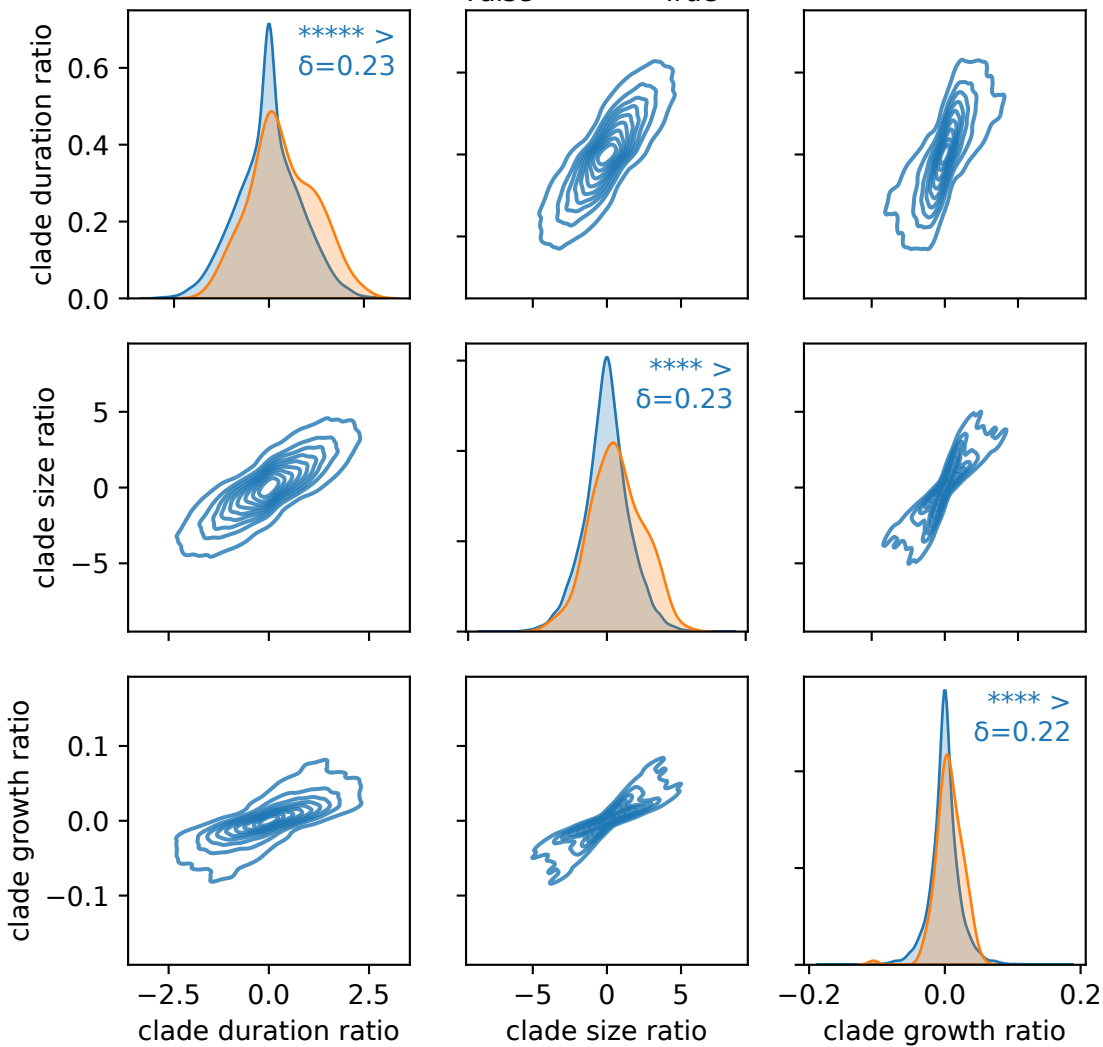 clade duration ratio
0.6
0.4
0.2
0.0
***** >
δ=0.23
clade size ratio
5
0
−5
**** >
δ=0.23
clade growth ratio
0.1
0.0
−0.1
**** >
δ=0.22
−2.5 0.0 2.5
clade duration ratio
−5 0 5
clade size ratio
−0.2 0.0 0.2
clade growth ratio